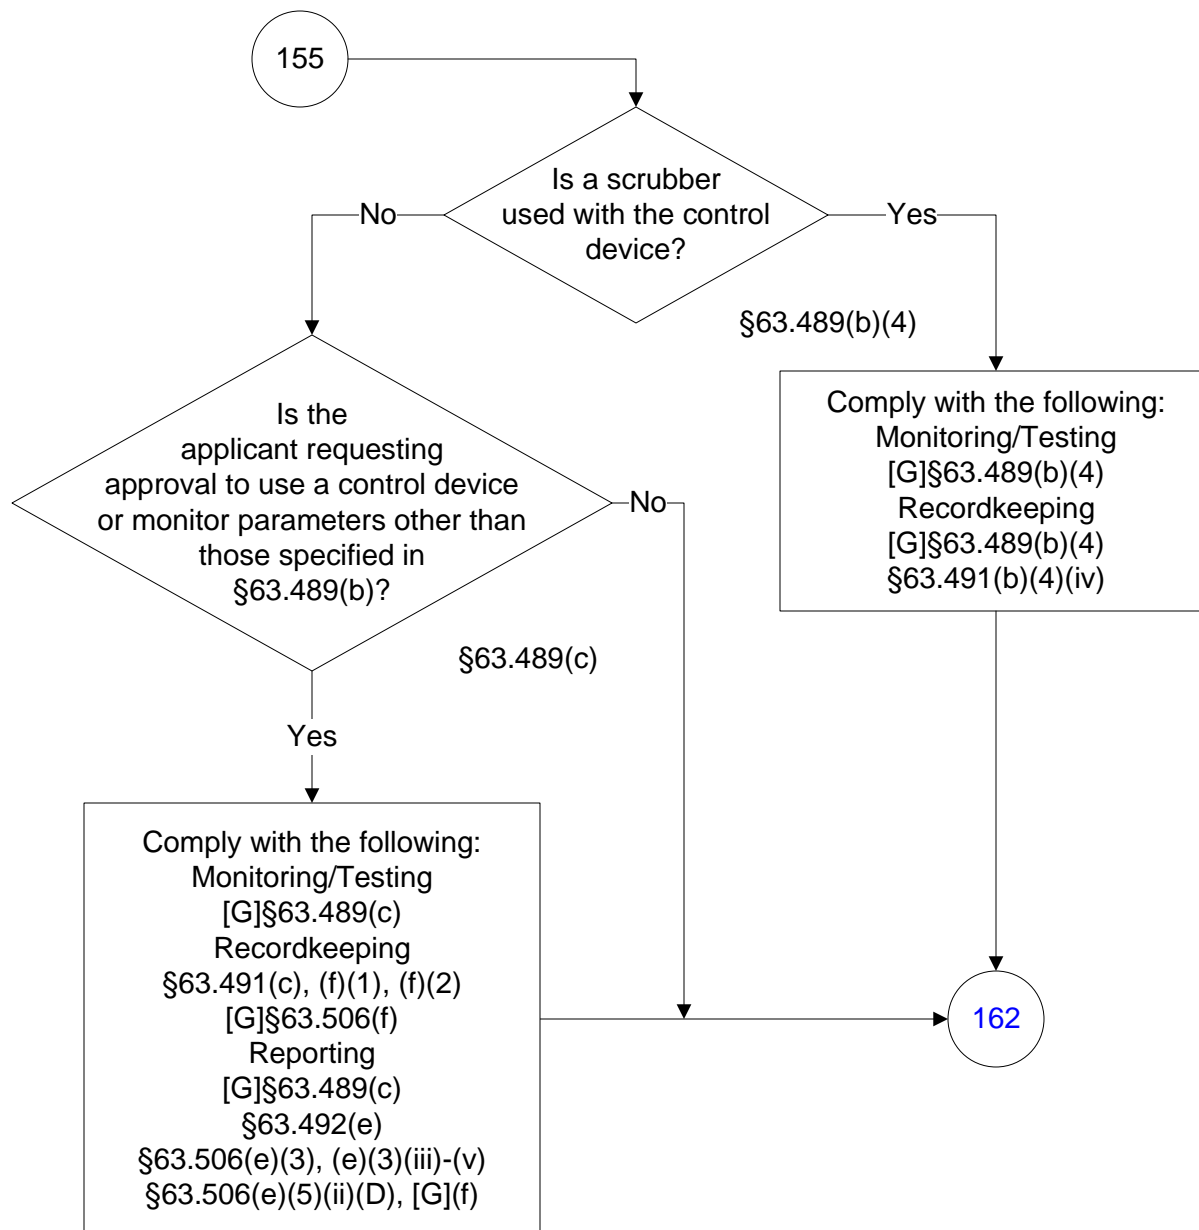 155
Is a scrubber
used with the control
device?
No
Yes
§63.489(b)(4)
Comply with the following:
Monitoring/Testing
[G]§63.489(b)(4)
Recordkeeping
[G]§63.489(b)(4)
§63.491(b)(4)(iv)
Is the
applicant requesting
approval to use a control device
or monitor parameters other than
those specified in
§63.489(b)?
No
§63.489(c)
Yes
Comply with the following:
Monitoring/Testing
[G]§63.489(c)
Recordkeeping
§63.491(c), (f)(1), (f)(2)
[G]§63.506(f)
Reporting
[G]§63.489(c)
§63.492(e)
§63.506(e)(3), (e)(3)(iii)-(v)
§63.506(e)(5)(ii)(D), [G](f)
162